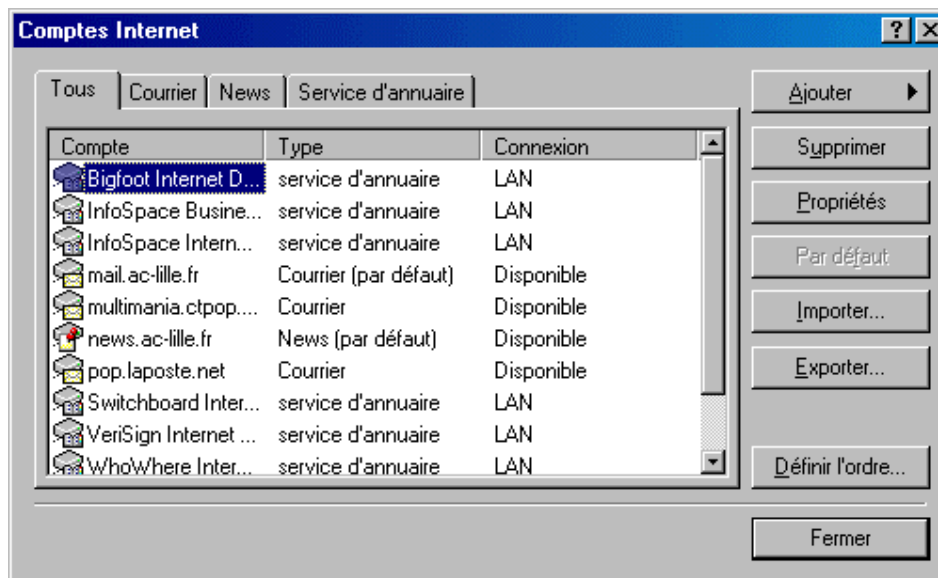 Comptes Internet
Tous Courrier News Service d'annuaire
Compte Type Connexion
Bigfoot Internet D... service d'annuaire LAN
InfoSpace Busine... service d'annuaire LAN
InfoSpace Intern... service d'annuaire LAN
mail.ac-lille.fr Courrier (par défaut) Disponible
multimania.ctpop.... Courrier Disponible
news.ac-lille.fr News (par défaut) Disponible
pop.laposte.net Courrier Disponible
Switchboard Inter... service d'annuaire LAN
VeriSign Internet ... service d'annuaire LAN
WhoWhere Inter... service d'annuaire LAN
Ajouter
Supprimer
Propriétés
Par défaut
Importer...
Exporter...
Définir l'ordre...
Fermer